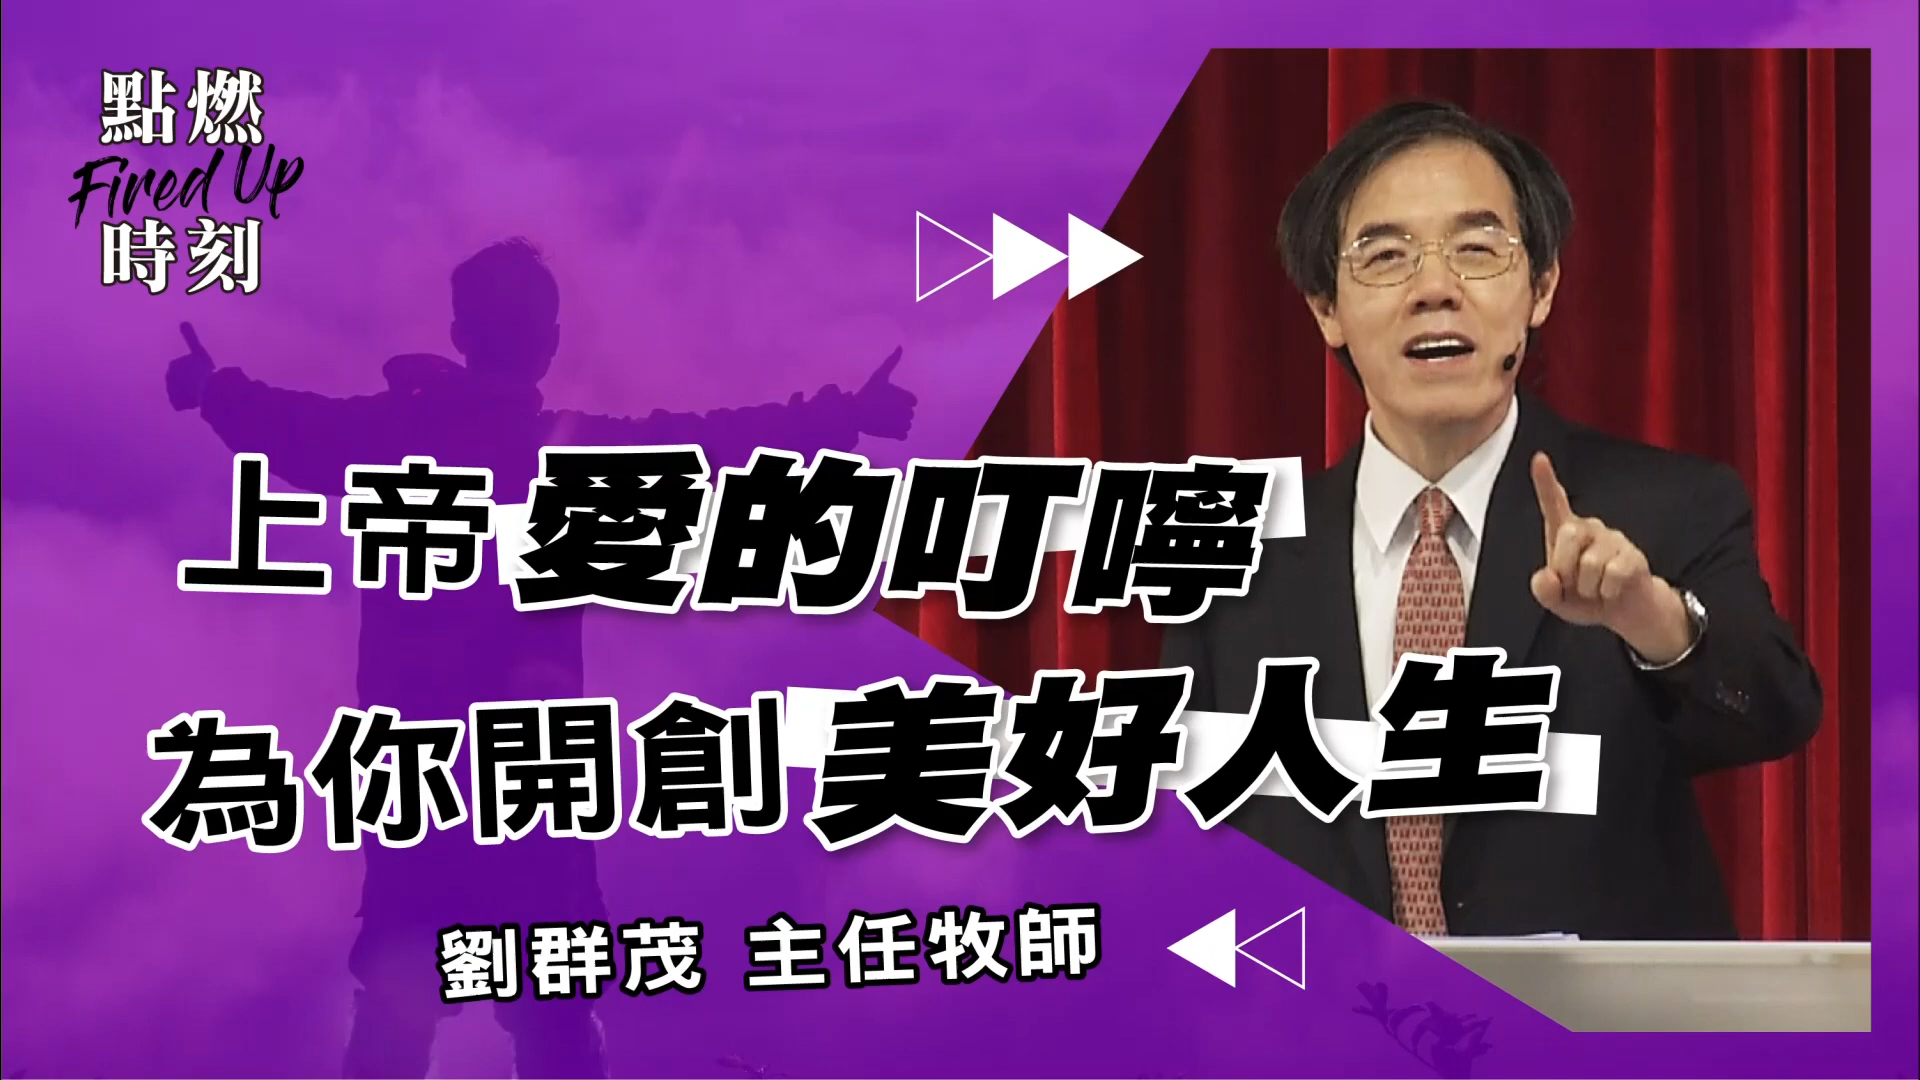 點燃
Fired Up
時刻
上帝愛的叮嚀
為你開創美好人生
劉群茂 主任牧師